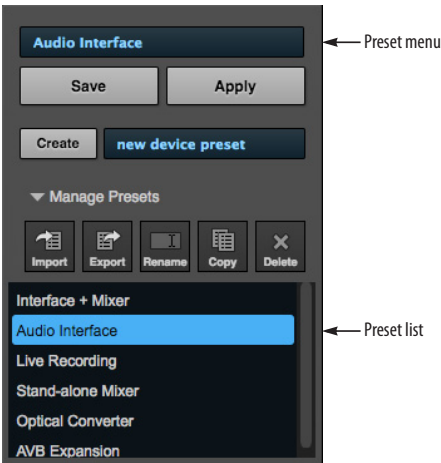 Audio Interface
Preset menu
Save Apply
Create new device preset
Manage Presets
Import Export Rename Copy Delete
Interface + Mixer
Audio Interface
Preset list
Live Recording
Stand-alone Mixer
Optical Converter
AVB Expansion